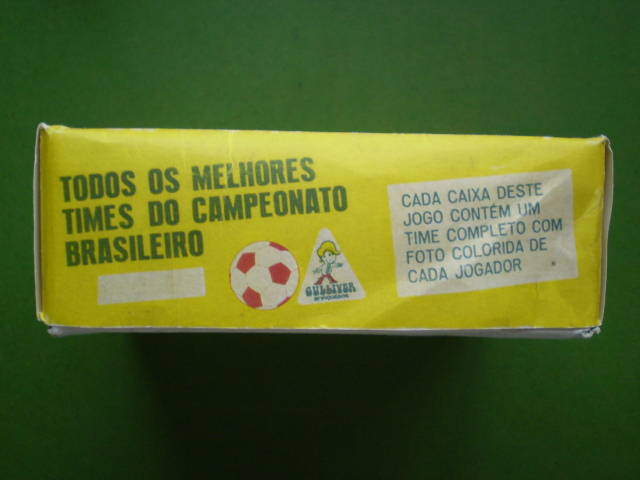 TODOS OS MELHORES
TIMES DO CAMPEONATO
BRASILEIRO
GULLIVER
BRINQUEDOS
CADA CAIXA DESTE
JOGO CONTÉM UM
TIME COMPLETO COM
FOTO COLORIDA DE
CADA JOGADOR